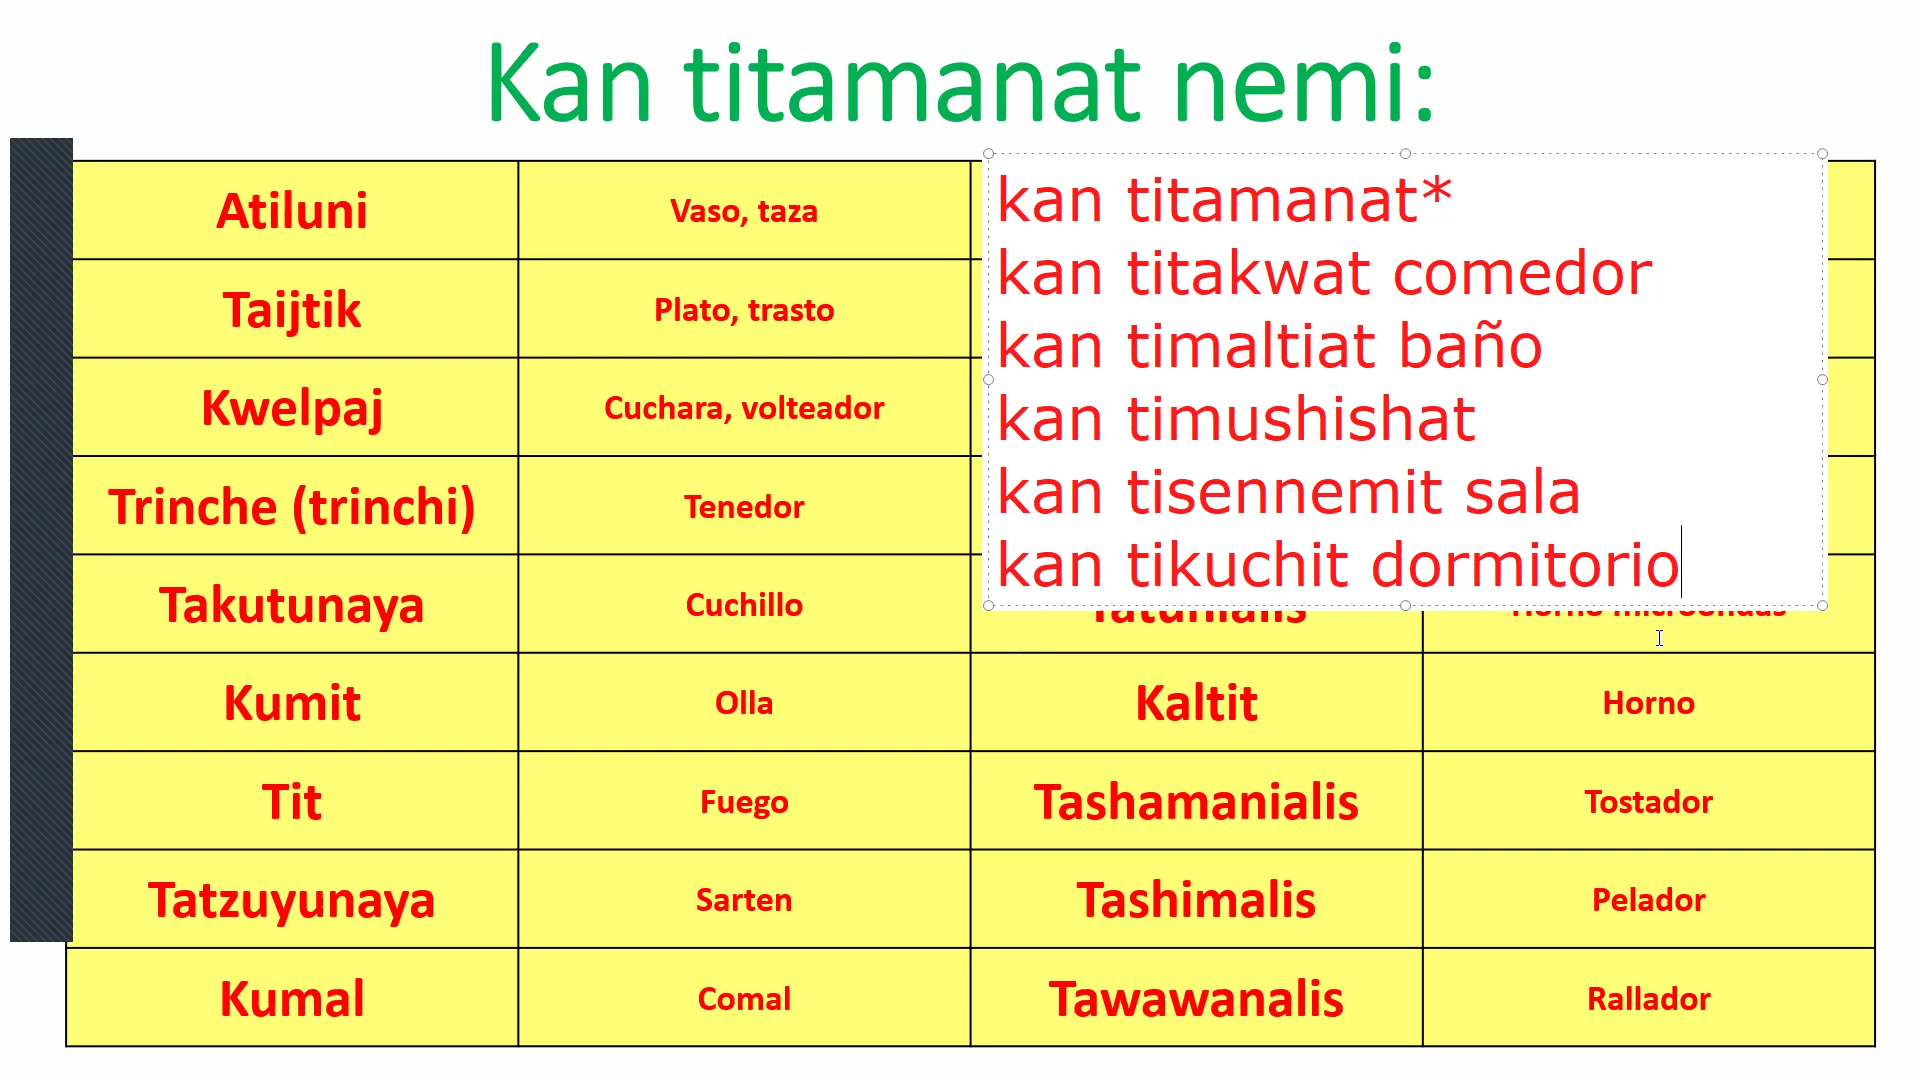 Kan titamanat nemi:
Atiluni Vaso, taza
Taijtik Plato, trasto
Kwelpaj Cuchara, volteador
Trinche (trinchi) Tenedor
Takutunaya Cuchillo
Kumit Olla Kaltit Horno
Tit Fuego Tashamanialis Tostador
Tatzuyunaya Sarten Tashimalis Pelador
Kumal Comal Tawawanalis Rallador
kan titamanat*
kan titakwat comedor
kan timaltiat baño
kan timushishat
kan tisennemit sala
kan tikuchit dormitorio